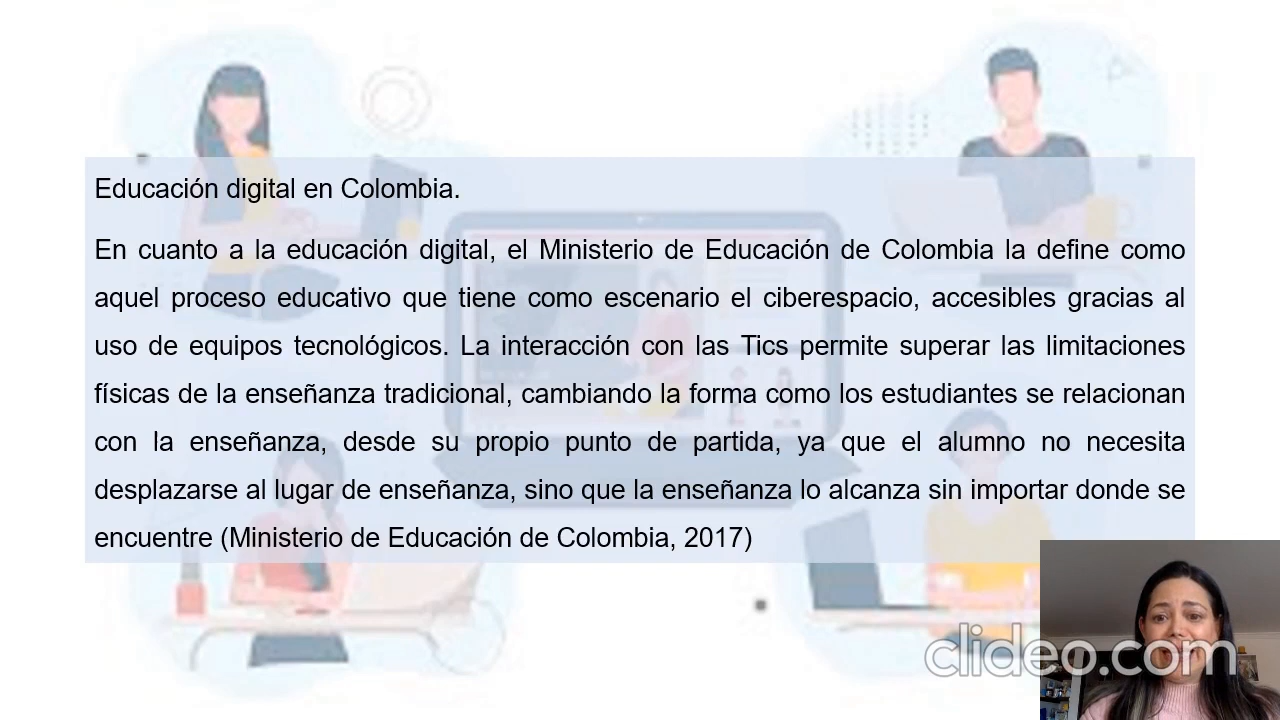 Educación digital en Colombia.
En cuanto a la educación digital, el Ministerio de Educación de Colombia la define como
aquel proceso educativo que tiene como escenario el ciberespacio, accesibles gracias al
uso de equipos tecnológicos. La interacción con las Tics permite superar las limitaciones
físicas de la enseñanza tradicional, cambiando la forma como los estudiantes se relacionan
con la enseñanza, desde su propio punto de partida, ya que el alumno no necesita
desplazarse al lugar de enseñanza, sino que la enseñanza lo alcanza sin importar donde se
encuentre (Ministerio de Educación de Colombia, 2017)
clideo.com